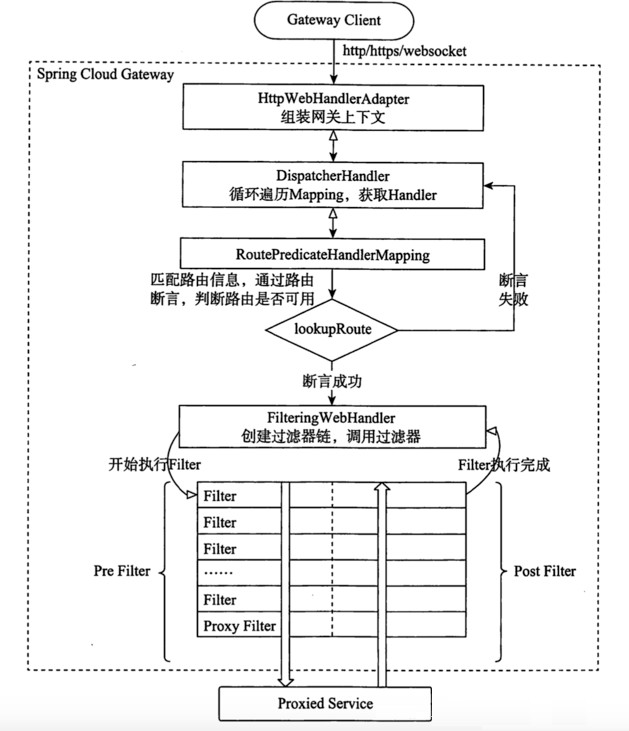 Gateway Client
http/https/websocket
Spring Cloud Gateway
HttpWebHandlerAdapter
组装网关上下文
DispatcherHandler
循环遍历Mapping，获取Handler
RoutePredicateHandlerMapping
匹配路由信息，通过路由
断言，判断路由是否可用
断言
失败
lookupRoute
断言成功
FilteringWebHandler
创建过滤器链，调用过滤器
开始执行Filter
Filter执行完成
Filter
Filter
Filter
Pre Filter
……
Post Filter
Filter
Proxy Filter
Proxied Service